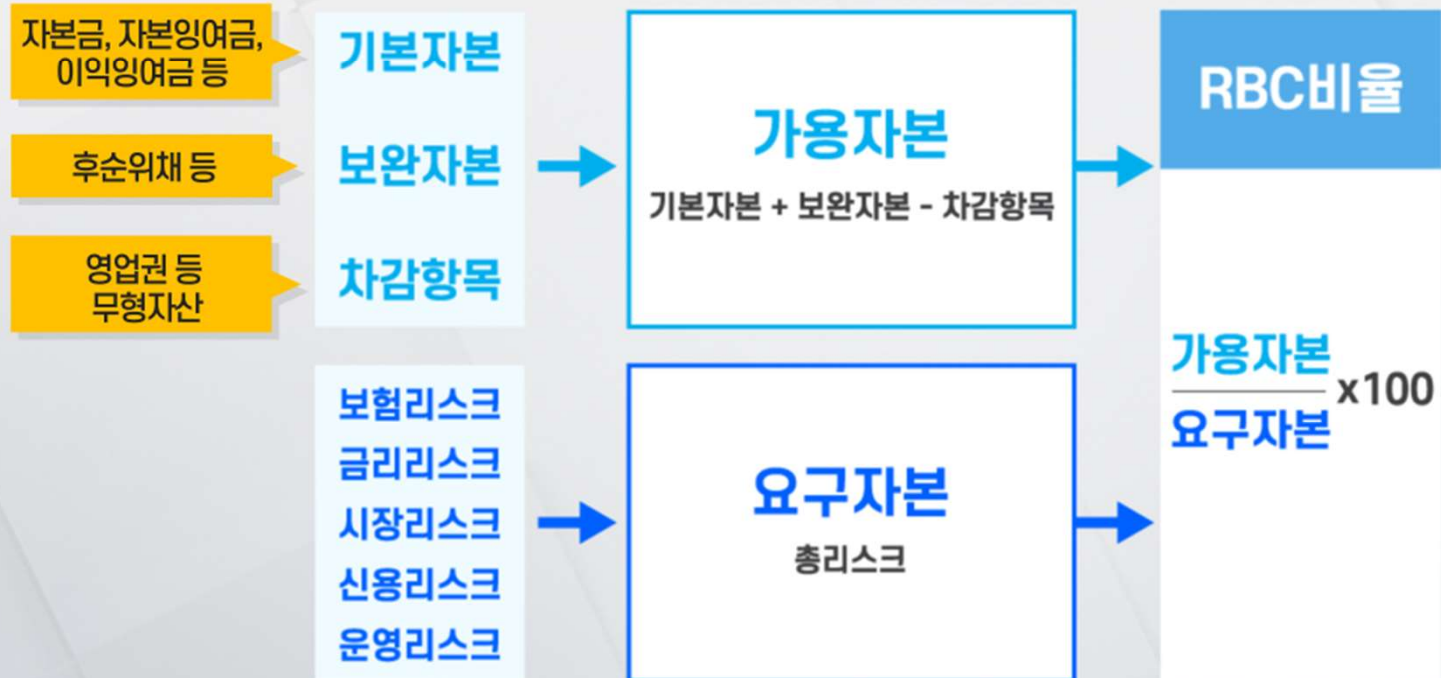 자본금, 자본잉여금,
이익잉여금 등
기본자본
후순위채 등
보완자본
영업권 등
무형자산
차감항목
가용자본
기본자본 + 보완자본 - 차감항목
보험리스크
금리리스크
시장리스크
신용리스크
운영리스크
요구자본
총리스크
RBC비율
가용자본
요구자본
x100